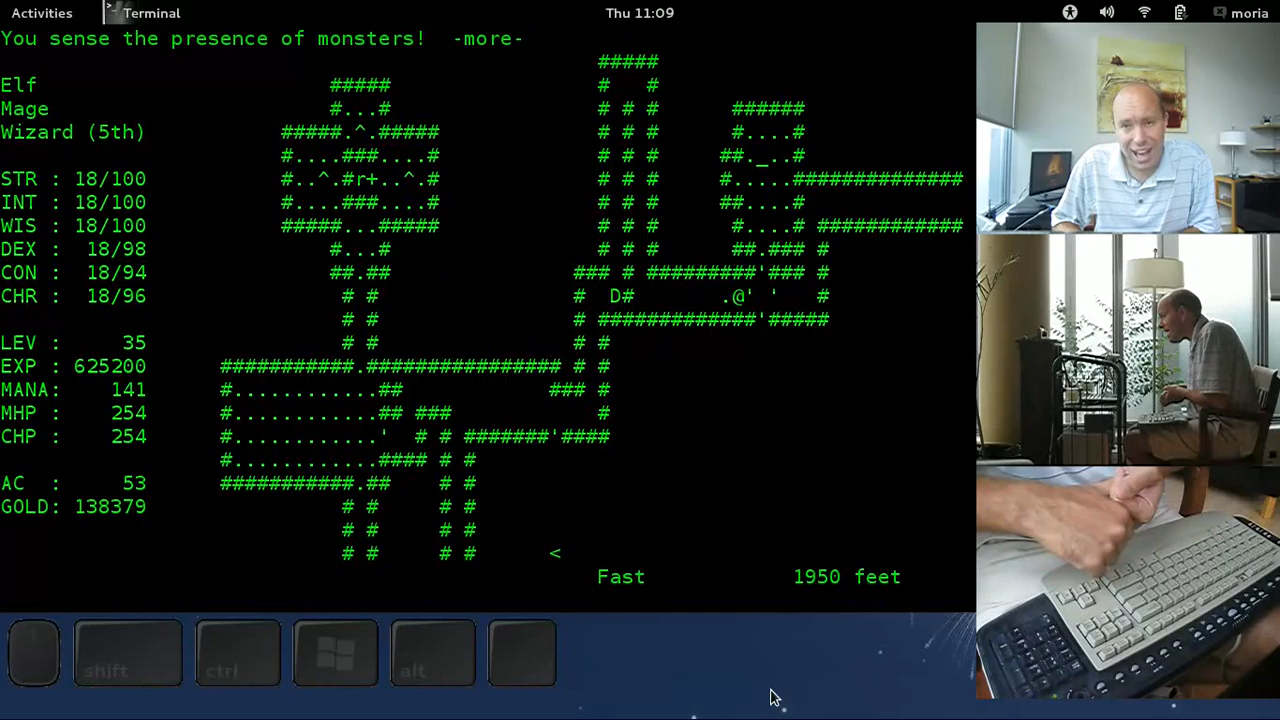 Activities Terminal Thu 11:09 moria
You sense the presence of monsters! -more-
Elf
Mage
Wizard (5th)
STR : 18/100
INT : 18/100
WIS : 18/100
DEX : 18/98
CON : 18/94
CHR : 18/96
LEV : 35
EXP : 625200
MANA: 141
MHP : 254
CHP : 254
AC : 53
GOLD: 138379
Fast 1950 feet
shift ctrl alt